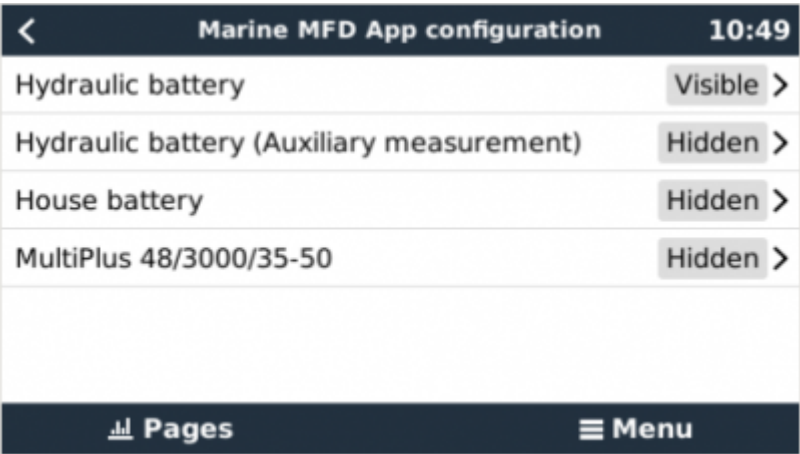 Marine MFD App configuration 10:49
Hydraulic battery Visible
Hydraulic battery (Auxiliary measurement) Hidden
House battery Hidden
MultiPlus 48/3000/35-50 Hidden
Pages Menu